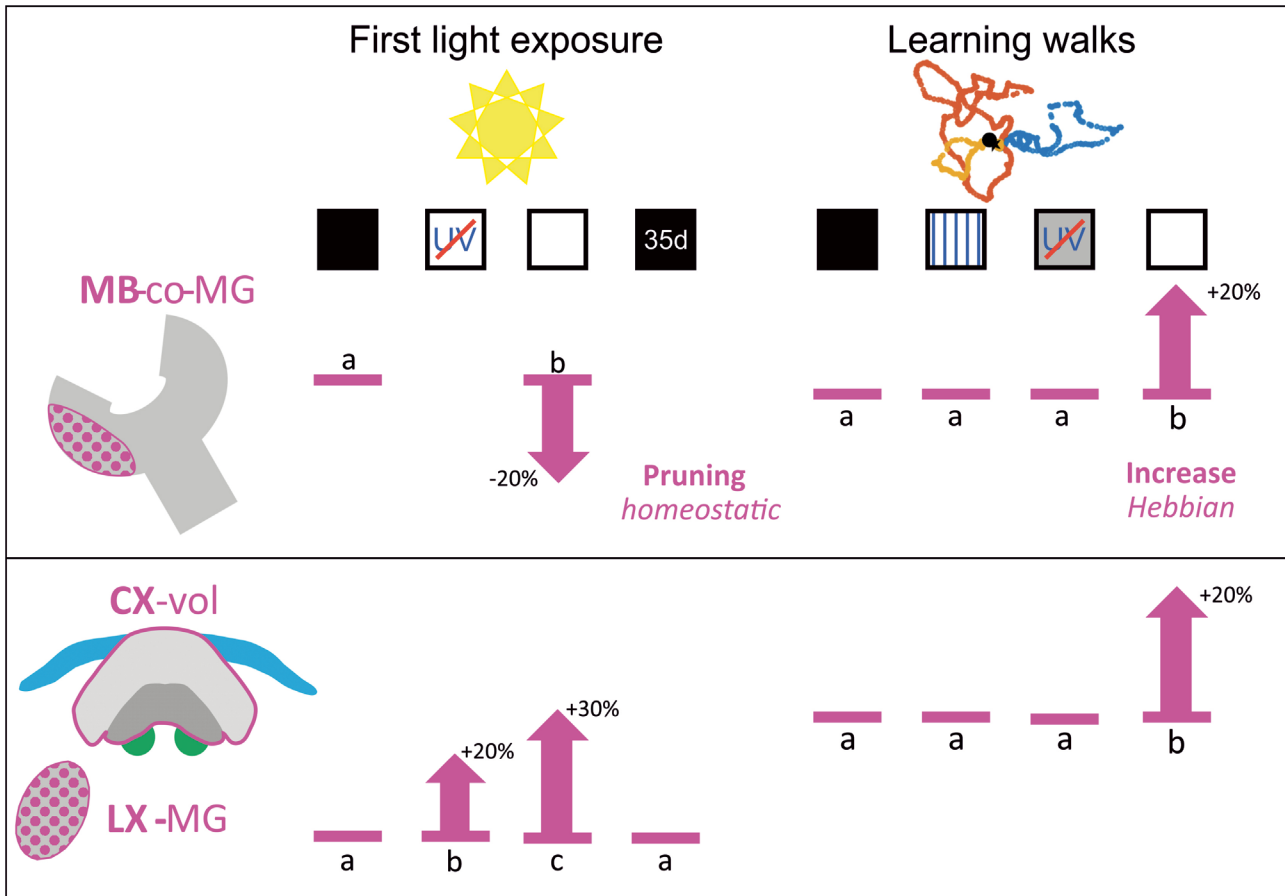 First light exposure
Learning walks
UV
35d
UV
MB-co-MG
+20%
a
b
a
a
a
b
-20%
Pruning
homeostatic
Increase
Hebbian
CX-vol
+20%
+30%
+20%
a
a
a
b
LX-MG
a
b
c
a